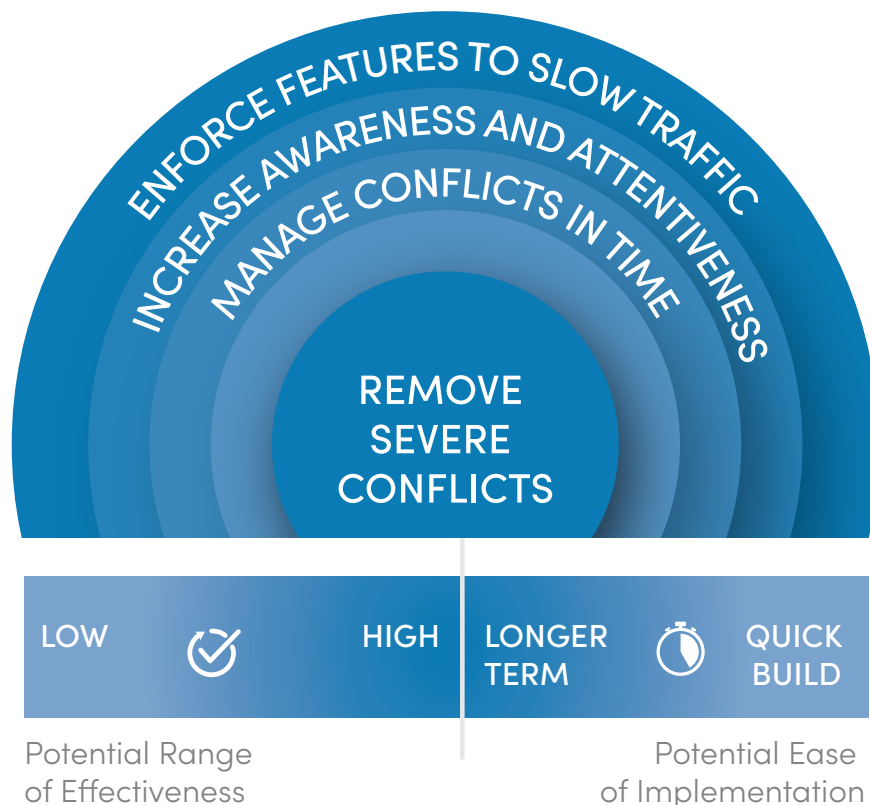 ENFORCE FEATURES TO SLOW TRAFFIC
INCREASE AWARENESS AND ATTENTIVENESS
MANAGE CONFLICTS IN TIME
REMOVE
SEVERE
CONFLICTS
LOW
HIGH
LONGER
TERM
QUICK
BUILD
Potential Range
of Effectiveness
Potential Ease
of Implementation